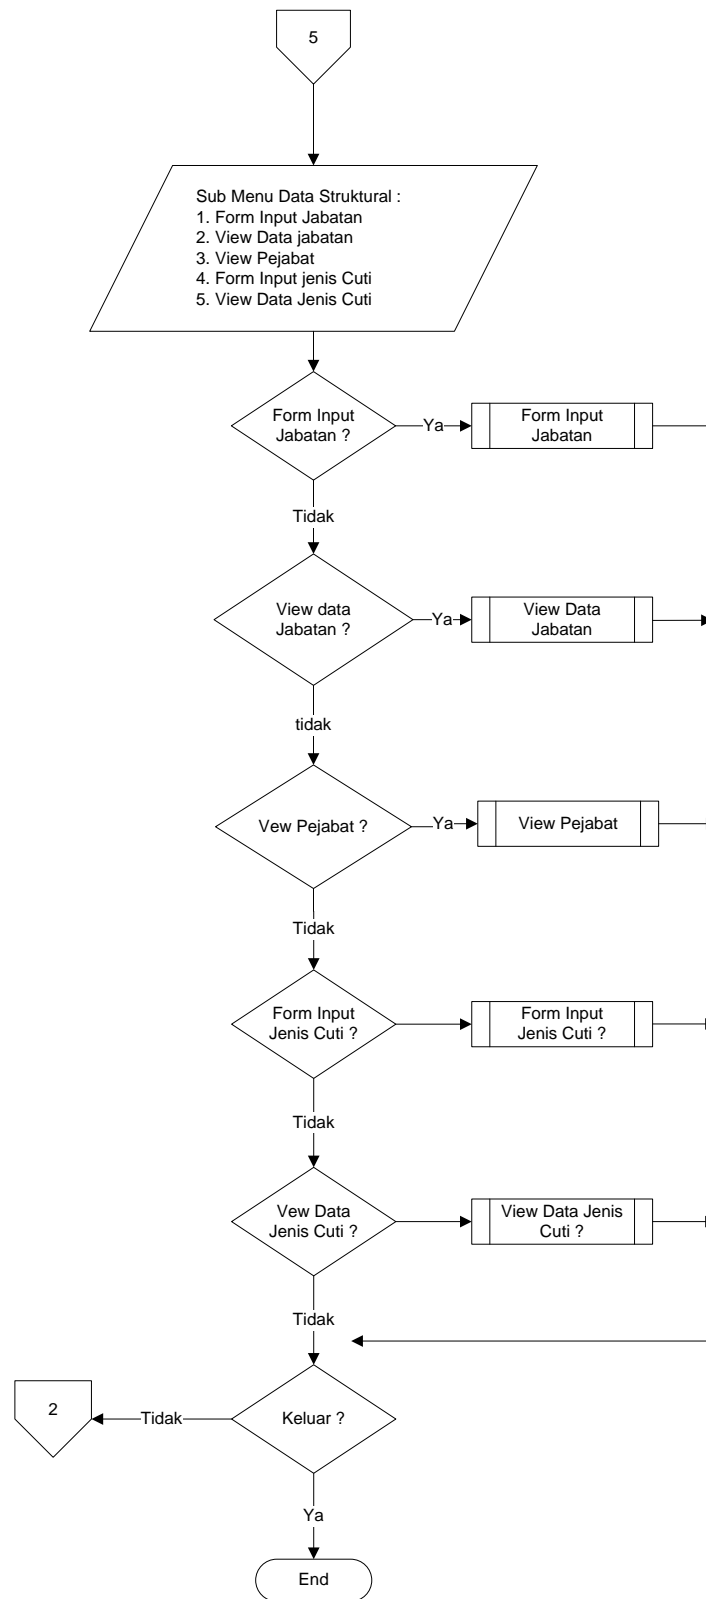 5
Sub Menu Data Struktural :
1. Form Input Jabatan
2. View Data jabatan
3. View Pejabat
4. Form Input jenis Cuti
5. View Data Jenis Cuti
Form Input
Jabatan ?
Ya
Form Input
Jabatan
Tidak
View data
Jabatan ?
Ya
View Data
Jabatan
tidak
Vew Pejabat ?
Ya
View Pejabat
Tidak
Form Input
Jenis Cuti ?
Form Input
Jenis Cuti ?
Tidak
Vew Data
Jenis Cuti ?
View Data Jenis
Cuti ?
Tidak
2
Tidak
Keluar ?
Ya
End